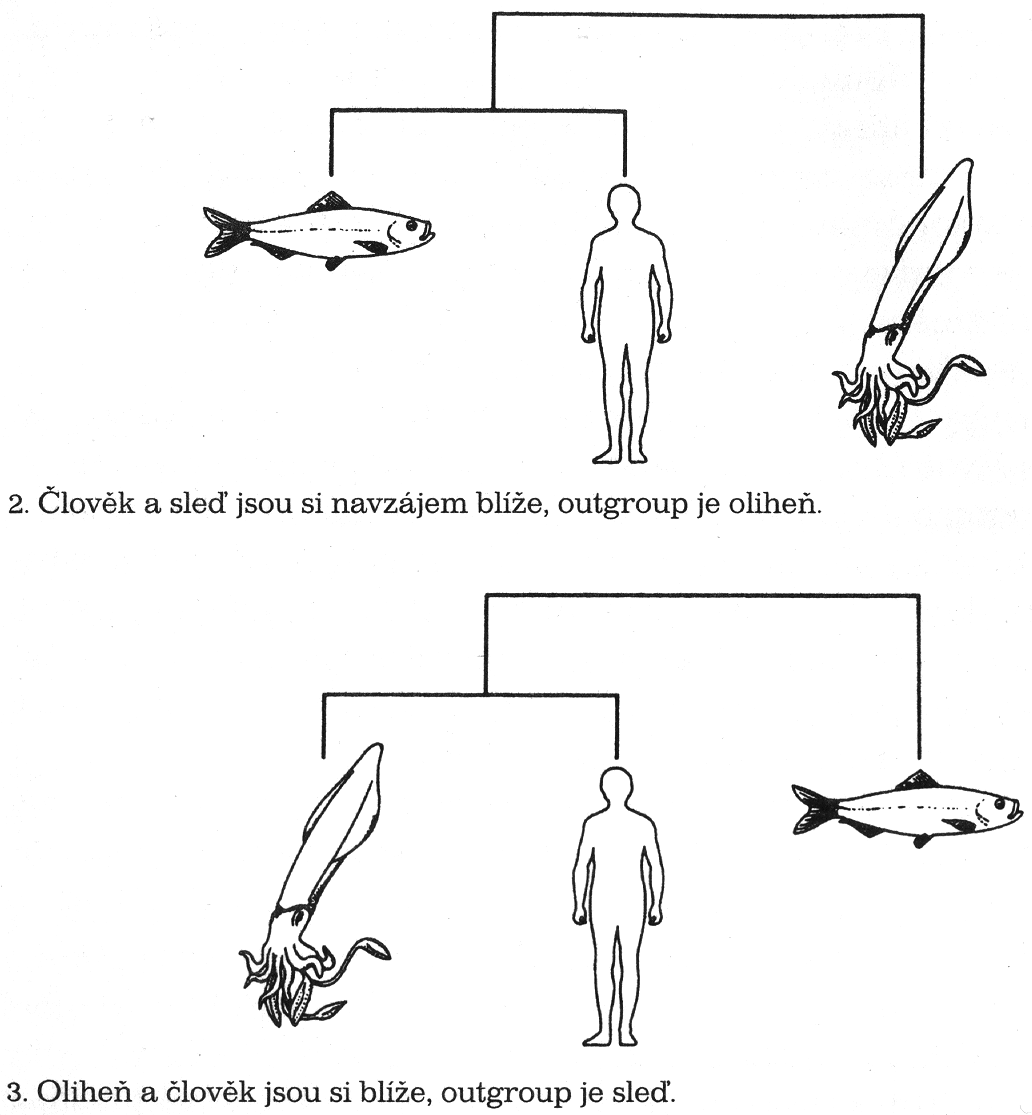 2. Člověk a sleď jsou si navzájem blíže, outgroup je oliheň.
3. Oliheň a člověk jsou si blíže, outgroup je sleď.